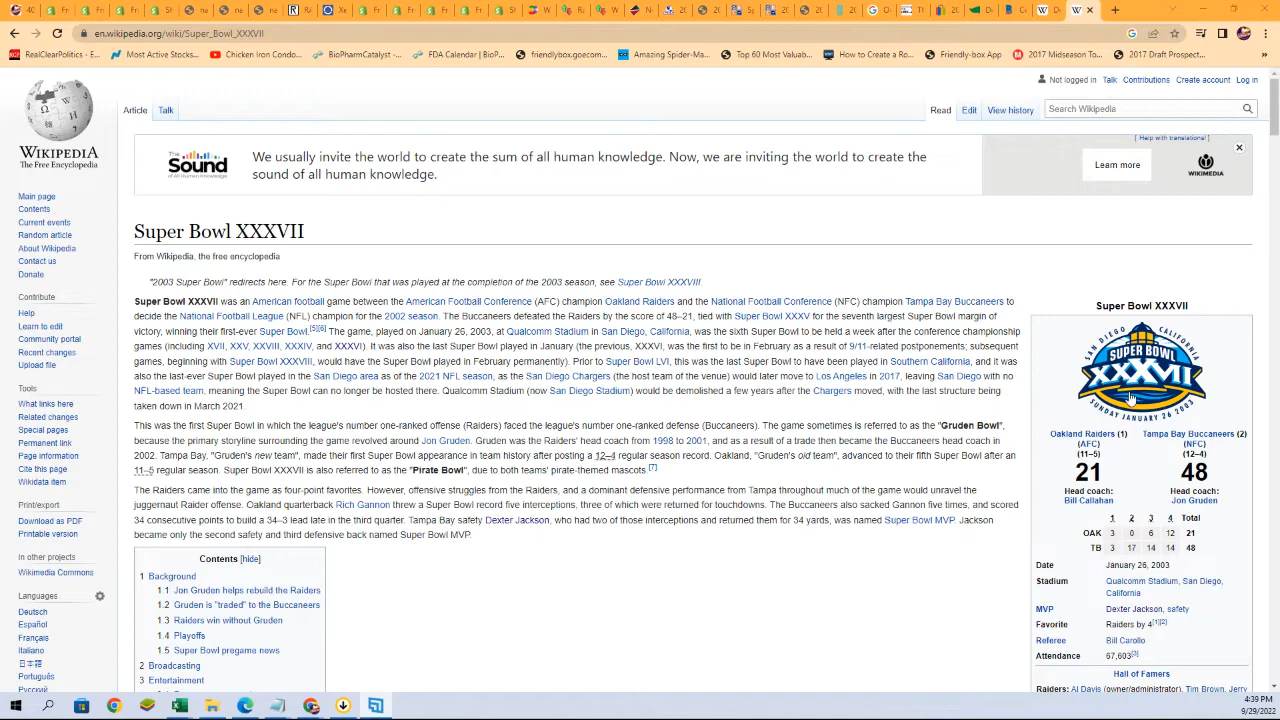 en.wikipedia.org/wiki/Super_Bowl_XXXVII
RealClearPolitics - E...
Most Active Stocks...
Chicken Iron Condo...
BioPharmCatalyst -...
FDA Calendar | BioP...
friendlybox.goecom...
Amazing Spider-Ma...
Top 60 Most Valuab...
How to Create a Ro...
Friendly-box App
2017 Midseason To...
2017 Draft Prospect...
Not logged in Talk Contributions Create account Log in
Article Talk
Read Edit View history Search Wikipedia
WIKIPEDIA
The Free Encyclopedia
Main page
Contents
Current events
Random article
About Wikipedia
Contact us
Donate
Contribute
Help
Learn to edit
Community portal
Recent changes
Upload file
Tools
What links here
Related changes
Special pages
Permanent link
Page information
Cite this page
Wikidata item
Print/export
Download as PDF
Printable version
In other projects
Wikimedia Commons
Languages
Deutsch
Español
Français
Italiano
日本語
Português
Русский
[ Help with translations! ]
The Sound of All Human Knowledge
We usually invite the world to create the sum of all human knowledge. Now, we are inviting the world to create the
sound of all human knowledge.
Learn more
WIKIMEDIA
Super Bowl XXXVII
From Wikipedia, the free encyclopedia
"2003 Super Bowl" redirects here. For the Super Bowl that was played at the completion of the 2003 season, see Super Bowl XXXVIII.
Super Bowl XXXVII was an American football game between the American Football Conference (AFC) champion Oakland Raiders and the National Football Conference (NFC) champion Tampa Bay Buccaneers to
decide the National Football League (NFL) champion for the 2002 season. The Buccaneers defeated the Raiders by the score of 48–21, tied with Super Bowl XXXV for the seventh largest Super Bowl margin of
victory, winning their first-ever Super Bowl.[5][6] The game, played on January 26, 2003, at Qualcomm Stadium in San Diego, California, was the sixth Super Bowl to be held a week after the conference championship
games (including XVII, XXV, XXVIII, XXXIV, and XXXVI). It was also the last Super Bowl played in January (the previous, XXXVI, was the first to be in February as a result of 9/11-related postponements; subsequent
games, beginning with Super Bowl XXXVIII, would have the Super Bowl played in February permanently). Prior to Super Bowl LVI, this was the last Super Bowl to have been played in Southern California, and it was
also the last-ever Super Bowl played in the San Diego area as of the 2021 NFL season, as the San Diego Chargers (the host team of the venue) would later move to Los Angeles in 2017, leaving San Diego with no
NFL-based team, meaning the Super Bowl can no longer be hosted there. Qualcomm Stadium (now San Diego Stadium) would be demolished a few years after the Chargers moved, with the last structure being
taken down in March 2021.
This was the first Super Bowl in which the league's number one-ranked offense (Raiders) faced the league's number one-ranked defense (Buccaneers). The game sometimes is referred to as the "Gruden Bowl",
because the primary storyline surrounding the game revolved around Jon Gruden. Gruden was the Raiders' head coach from 1998 to 2001, and as a result of a trade then became the Buccaneers head coach in
2002. Tampa Bay, "Gruden's new team", made their first Super Bowl appearance in team history after posting a 12–4 regular season record. Oakland, "Gruden's old team", advanced to their fifth Super Bowl after an
11–5 regular season. Super Bowl XXXVII is also referred to as the "Pirate Bowl", due to both teams' pirate-themed mascots.[7]
The Raiders came into the game as four-point favorites. However, offensive struggles from the Raiders, and a dominant defensive performance from Tampa throughout much of the game would unravel the
juggernaut Raider offense. Oakland quarterback Rich Gannon threw a Super Bowl record five interceptions, three of which were returned for touchdowns. The Buccaneers also sacked Gannon five times, and scored
34 consecutive points to build a 34–3 lead late in the third quarter. Tampa Bay safety Dexter Jackson, who had two of those interceptions and returned them for 34 yards, was named Super Bowl MVP. Jackson
became only the second safety and third defensive back named Super Bowl MVP.
Contents [hide]
1 Background
1.1 Jon Gruden helps rebuild the Raiders
1.2 Gruden is "traded" to the Buccaneers
1.3 Raiders win without Gruden
1.4 Playoffs
1.5 Super Bowl pregame news
2 Broadcasting
3 Entertainment
Super Bowl XXXVII
SAN DIEGO CALIFORNIA
SUPER BOWL
XXXVII
SUNDAY JANUARY 26 2003
Oakland Raiders (1) Tampa Bay Buccaneers (2)
(AFC) (NFC)
(11–5) (12–4)
21 48
Head coach: Head coach:
Bill Callahan Jon Gruden
1 2 3 4 Total
OAK 3 0 6 12 21
TB 3 17 14 14 48
Date January 26, 2003
Stadium Qualcomm Stadium, San Diego,
California
MVP Dexter Jackson, safety
Favorite Raiders by 4[1][2]
Referee Bill Carollo
Attendance 67,603[3]
Hall of Famers
Raiders: Al Davis (owner/administrator), Tim Brown, Jerry
4:39 PM
9/29/2022